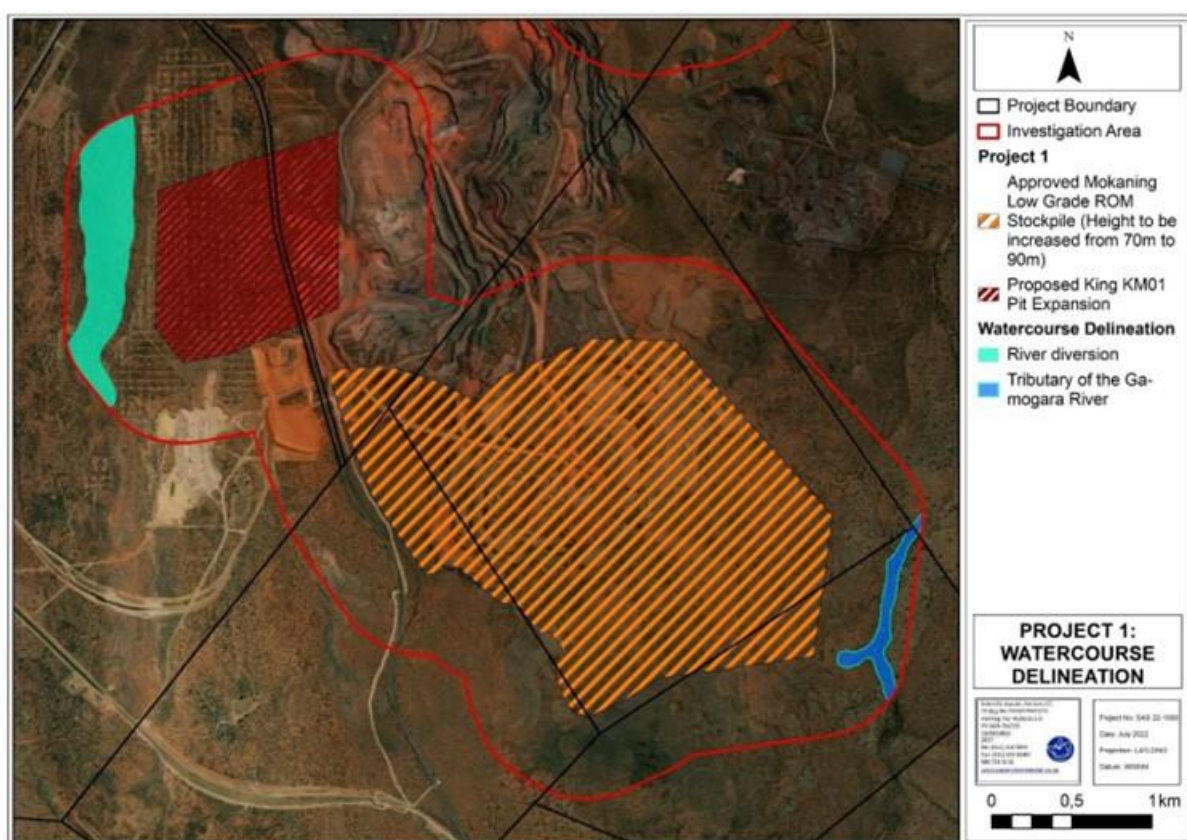 N
Project Boundary
Investigation Area
Project 1
Approved Mokaning
Low Grade ROM
Stockpile (Height to be
increased from 70m to
90m)
Proposed King KM01
Pit Expansion
Watercourse Delineation
River diversion
Tributary of the Ga-
mogara River
PROJECT 1:
WATERCOURSE
DELINEATION
Date: July 2022
0 0,5 1km